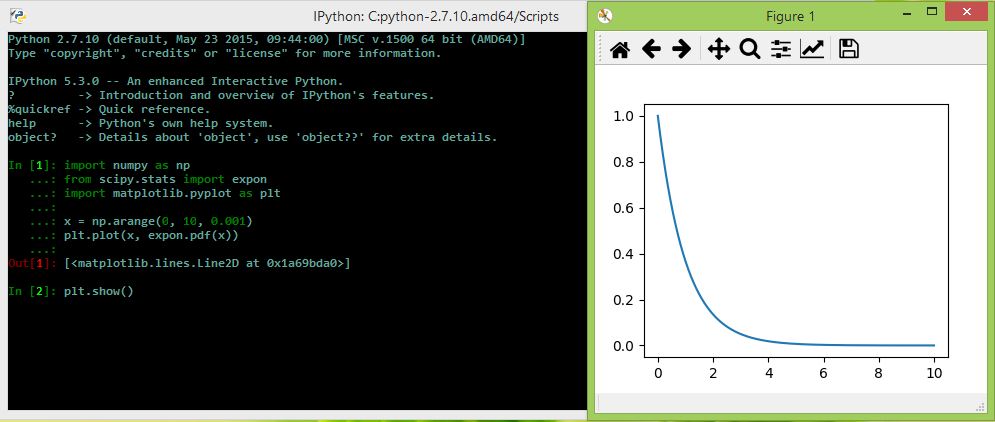 IPython: C:python-2.7.10.amd64/Scripts
Python 2.7.10 (default, May 23 2015, 09:44:00) [MSC v.1500 64 bit (AMD64)]
Type "copyright", "credits" or "license" for more information.
IPython 5.3.0 -- An enhanced Interactive Python.
?         -> Introduction and overview of IPython's features.
%quickref -> Quick reference.
help      -> Python's own help system.
object?   -> Details about 'object', use 'object??' for extra details.
In [1]: import numpy as np
   ...: from scipy.stats import expon
   ...: import matplotlib.pyplot as plt
   ...:
   ...: x = np.arange(0, 10, 0.001)
   ...: plt.plot(x, expon.pdf(x))
   ...:
Out[1]: [<matplotlib.lines.Line2D at 0x1a69bda0>]
In [2]: plt.show()
Figure 1
1.0
0.8
0.6
0.4
0.2
0.0
0 2 4 6 8 10